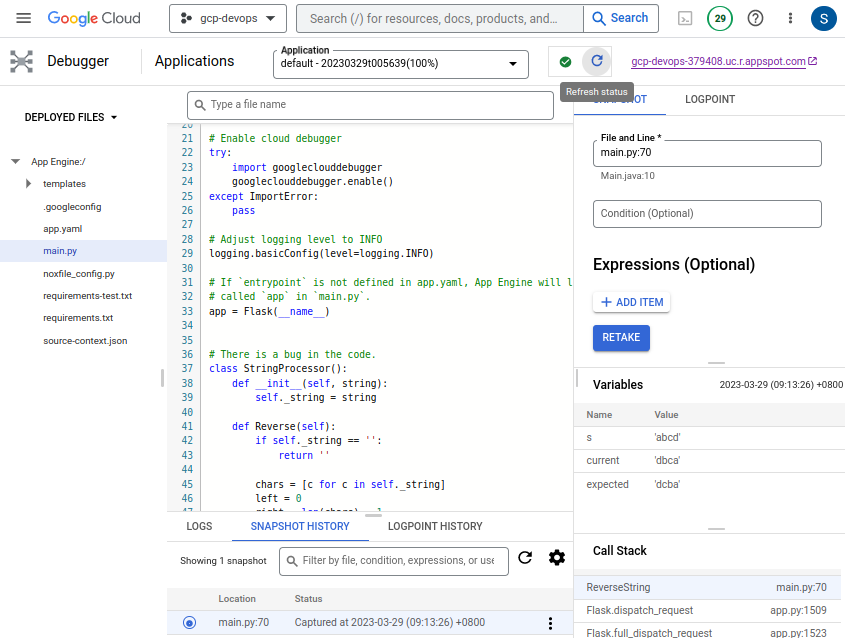 Google Cloud
gcp-devops
Search (/) for resources, docs, products, and...
Search
29
S
Debugger
Applications
Application
default - 20230329t005639(100%)
gcp-devops-379408.uc.r.appspot.com
Refresh status
SNAPSHOT
LOGPOINT
DEPLOYED FILES
App Engine:/
templates
.googleconfig
app.yaml
main.py
noxfile_config.py
requirements-test.txt
requirements.txt
source-context.json
Type a file name
20
21 # Enable cloud debugger
22 try:
23     import googleclouddebugger
24     googleclouddebugger.enable()
25 except ImportError:
26     pass
27
28 # Adjust logging level to INFO
29 logging.basicConfig(level=logging.INFO)
30
31 # If `entrypoint` is not defined in app.yaml, App Engine will l
32 # called `app` in `main.py`.
33 app = Flask(__name__)
34
35
36 # There is a bug in the code.
37 class StringProcessor():
38     def __init__(self, string):
39         self._string = string
40
41     def Reverse(self):
42         if self._string == '':
43             return ''
44
45         chars = [c for c in self._string]
46         left = 0
47         right = len(chars) - 1
File and Line *
main.py:70
Main.java:10
Condition (Optional)
Expressions (Optional)
ADD ITEM
RETAKE
Variables 2023-03-29 (09:13:26) +0800
Name Value
s 'abcd'
current 'dbca'
expected 'dcba'
LOGS
SNAPSHOT HISTORY
LOGPOINT HISTORY
Showing 1 snapshot
Filter by file, condition, expressions, or use
Location Status
main.py:70 Captured at 2023-03-29 (09:13:26) +0800
Call Stack
ReverseString main.py:70
Flask.dispatch_request app.py:1509
Flask.full_dispatch_request app.py:1523